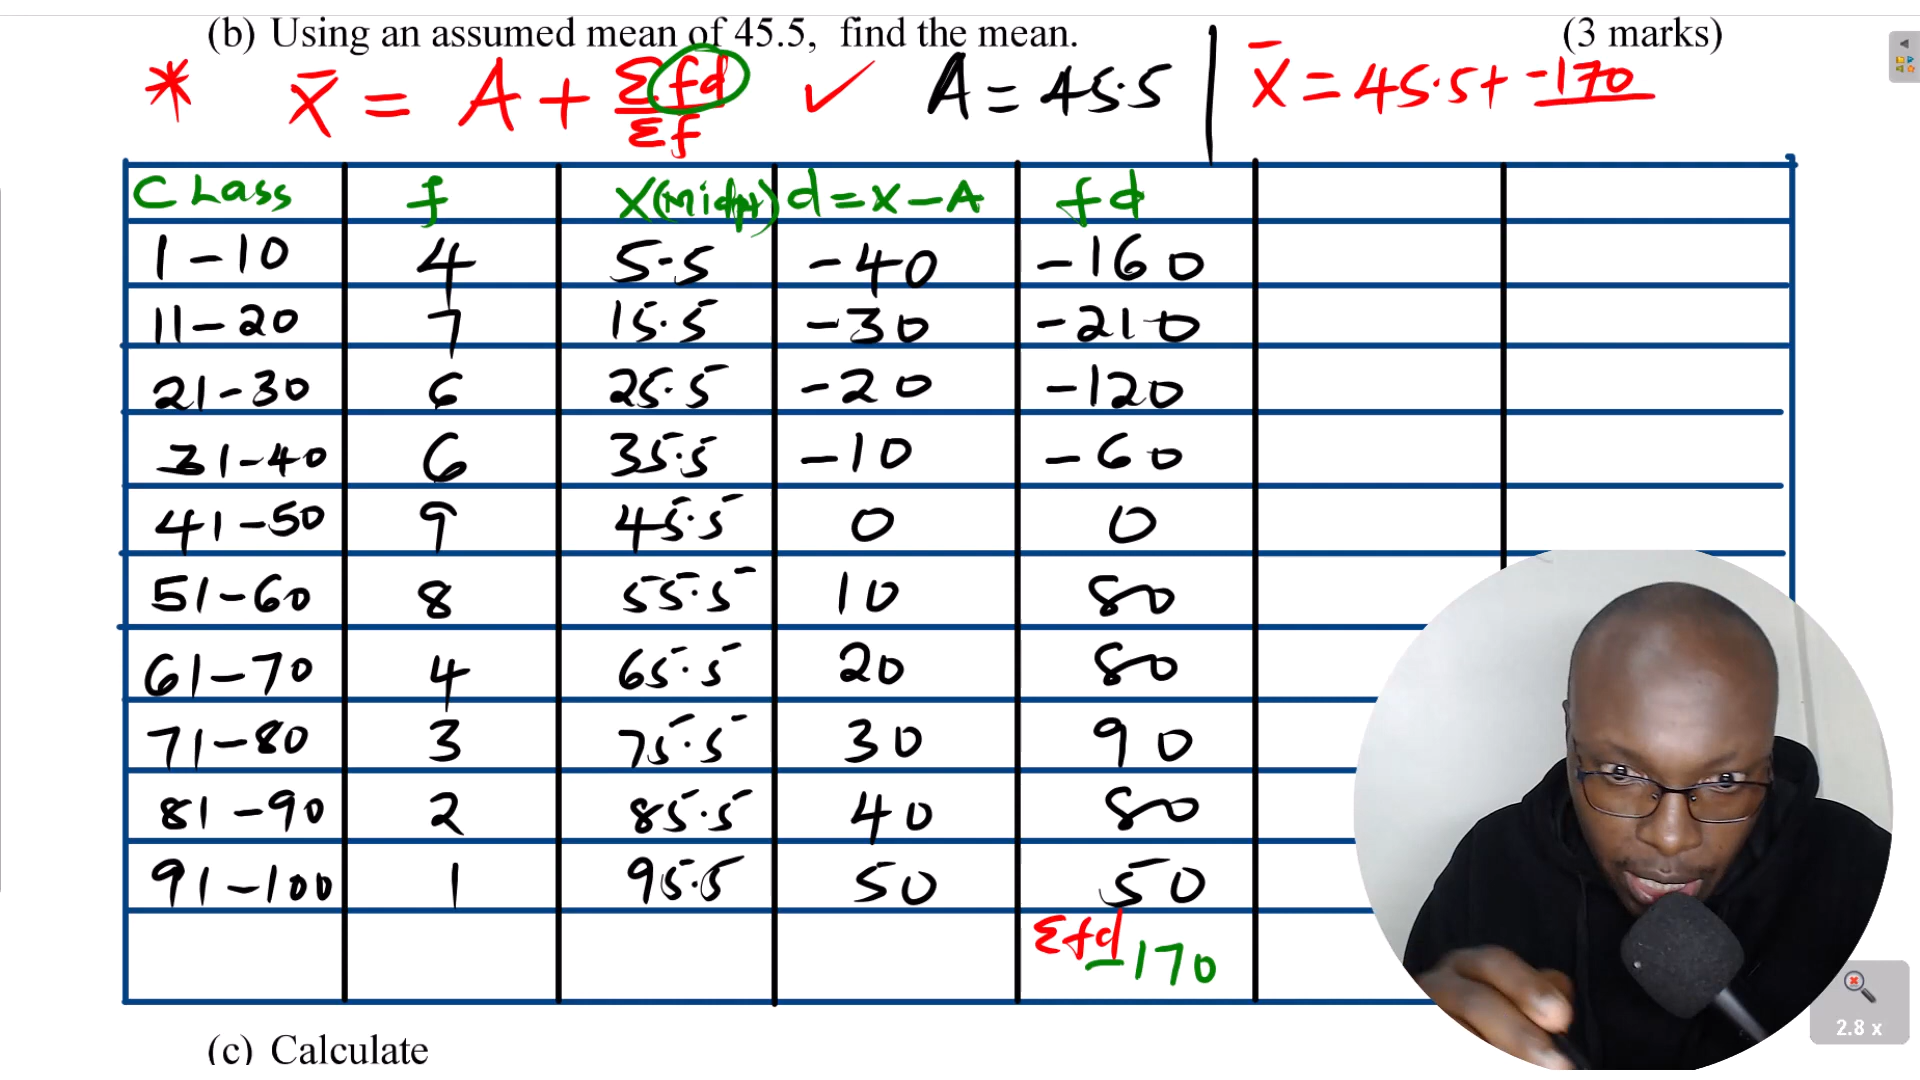 (b) Using an assumed mean of 45.5, find the mean. (3 marks)
* x̄ = A + Σfd/Σf ✓ A = 45.5 | x̄ = 45.5 + -170
Class f x(midpt) d=x-A fd
1-10 4 5.5 -40 -160
11-20 7 15.5 -30 -210
21-30 6 25.5 -20 -120
31-40 6 35.5 -10 -60
41-50 9 45.5 0 0
51-60 8 55.5 10 80
61-70 4 65.5 20 80
71-80 3 75.5 30 90
81-90 2 85.5 40 80
91-100 1 95.5 50 50
Σfd -170
2.8 x
(c) Calculate